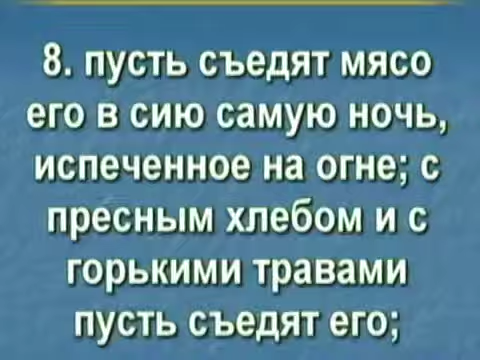 8. пусть съедят мясо
его в сию самую ночь,
испеченное на огне; с
пресным хлебом и с
горькими травами
пусть съедят его;